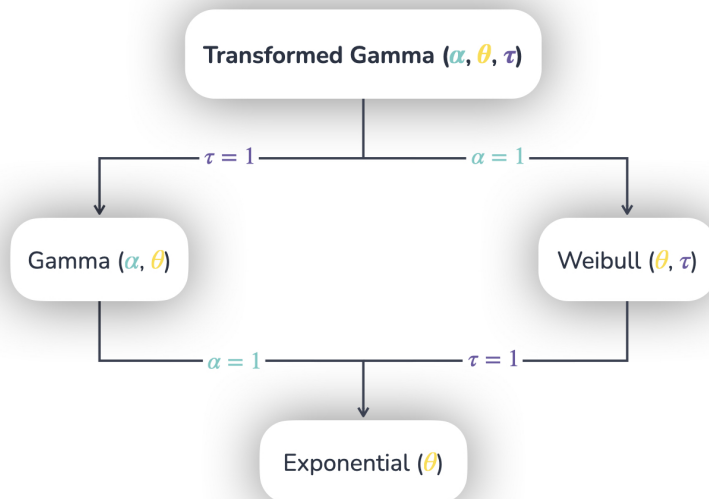 Transformed Gamma (α, θ, τ)
τ = 1
α = 1
Gamma (α, θ)
Weibull (θ, τ)
α = 1
τ = 1
Exponential (θ)